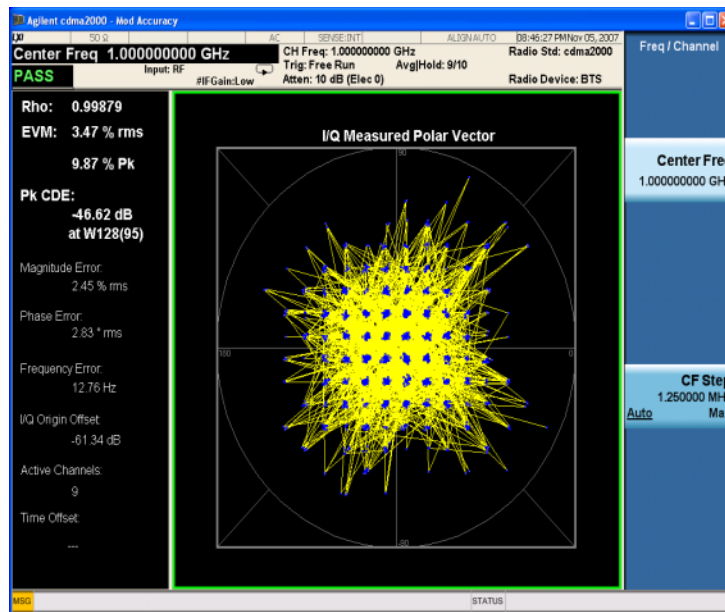 Agilent cdma2000 - Mod Accuracy
LXI 50 Ω AC SENSE:INT ALIGN AUTO 08:46:27 PM Nov 05, 2007
Center Freq 1.000000000 GHz
CH Freq: 1.000000000 GHz
Radio Std: cdma2000
Freq / Channel
Input: RF
Trig: Free Run
Avg|Hold: 9/10
PASS
#IFGain:Low
Atten: 10 dB (Elec 0)
Radio Device: BTS
Rho: 0.99879
EVM: 3.47 % rms
9.87 % Pk
Pk CDE:
-46.62 dB
at W128(95)
Magnitude Error:
2.45 % rms
Phase Error:
2.83 ° rms
Frequency Error:
12.76 Hz
I/Q Origin Offset:
-61.34 dB
Active Channels:
9
Time Offset:
---
I/Q Measured Polar Vector
90
180
0
-90
Center Fre
1.000000000 GH
CF Step
1.250000 MH
Auto Ma
MSG
STATUS